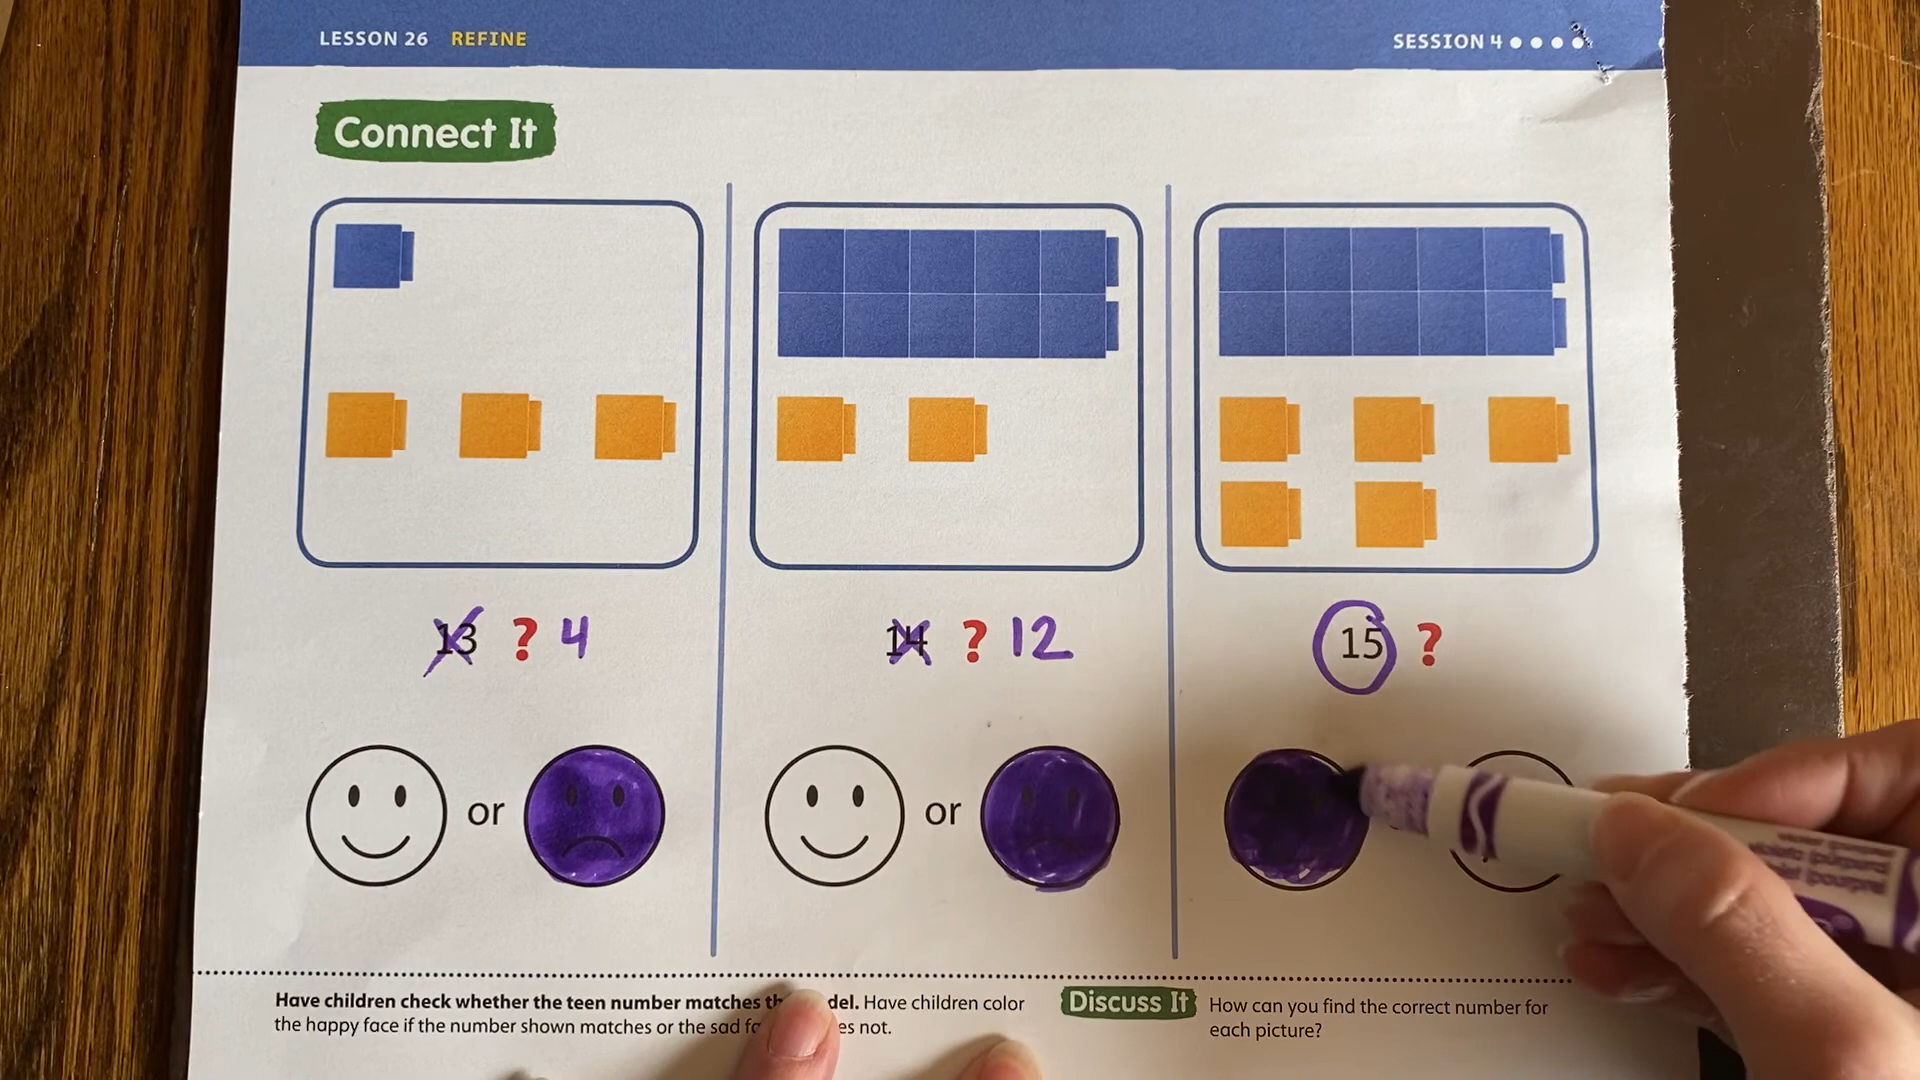 LESSON 26 REFINE SESSION 4
Connect It
13 ? 4
14 ? 12
15 ?
or
or
Have children check whether the teen number matches del. Have children color
the happy face if the number shown matches or the sad es not.
Discuss It How can you find the correct number for
each picture?